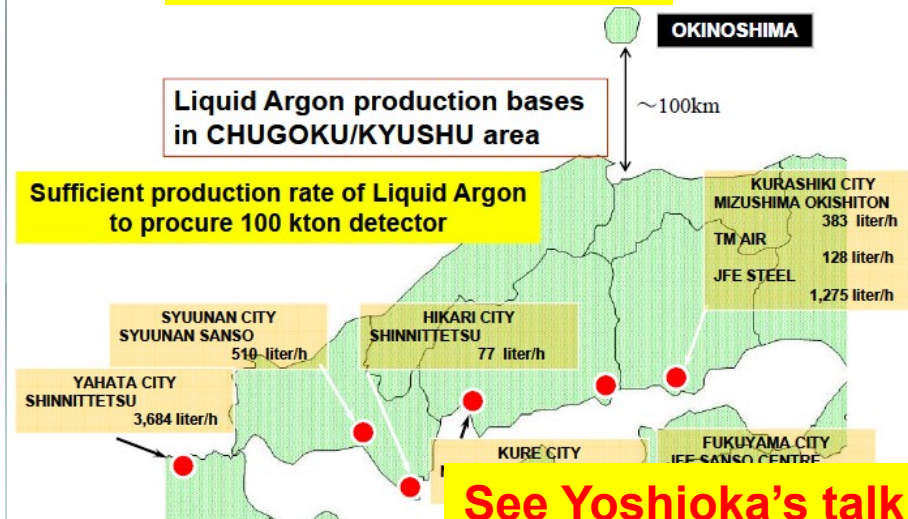 OKINOSHIMA
Liquid Argon production bases
in CHUGOKU/KYUSHU area
~100km
Sufficient production rate of Liquid Argon
to procure 100 kton detector
KURASHIKI CITY
MIZUSHIMA OKISHITON
383 liter/h
TM AIR
128 liter/h
JFE STEEL
1,275 liter/h
SYUUNAN CITY
SYUUNAN SANSO
510 liter/h
HIKARI CITY
SHINNITTETSU
77 liter/h
YAHATA CITY
SHINNITTETSU
3,684 liter/h
KURE CITY
FUKUYAMA CITY
JFE SANSO CENTRE
See Yoshioka's talk